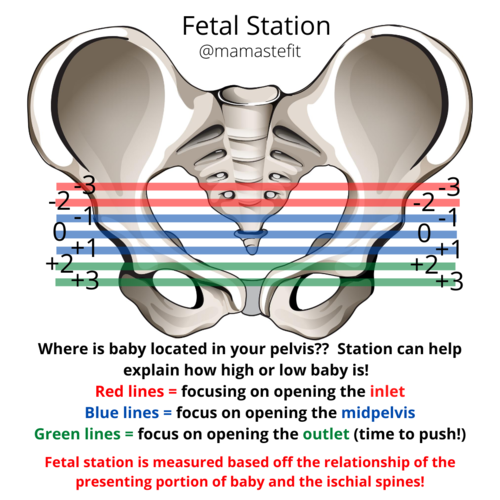 Fetal Station
@mamastefit
-3 -3
-2 -2
-1 -1
0 0
+1 +1
+2 +2
+3 +3
Where is baby located in your pelvis?? Station can help
explain how high or low baby is!
Red lines = focusing on opening the inlet
Blue lines = focus on opening the midpelvis
Green lines = focus on opening the outlet (time to push!)
Fetal station is measured based off the relationship of the
presenting portion of baby and the ischial spines!